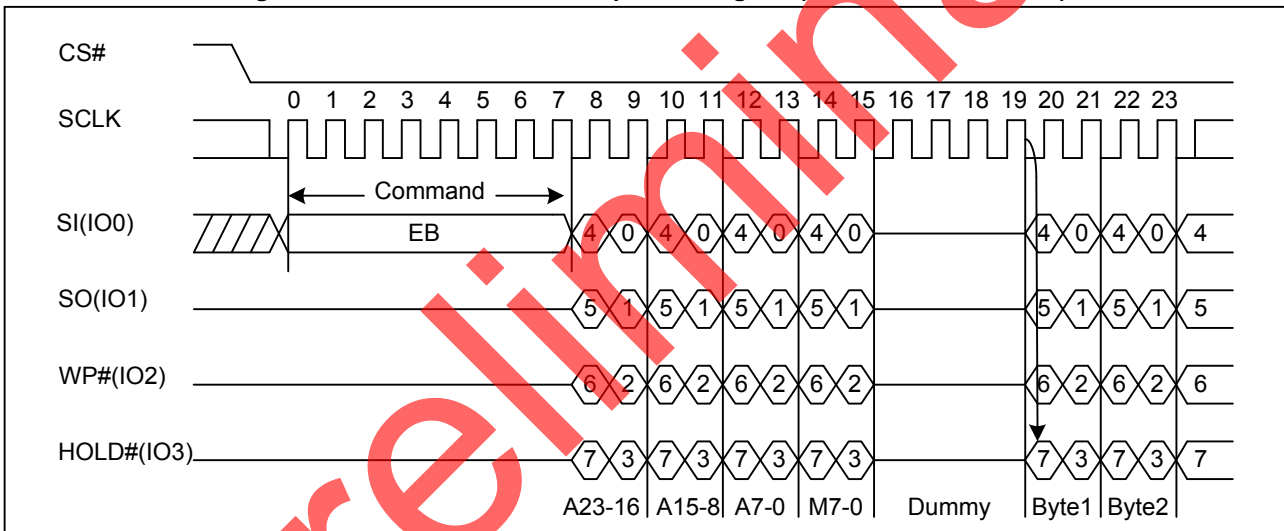 CS#
0 1 2 3 4 5 6 7 8 9 10 11 12 13 14 15 16 17 18 19 20 21 22 23
SCLK
Command
SI(IO0) EB 4 0 4 0 4 0 4 0 4 0 4 0 4
SO(IO1) 5 1 5 1 5 1 5 1 5 1 5 1 5
WP#(IO2) 6 2 6 2 6 2 6 2 6 2 6 2 6
HOLD#(IO3) 7 3 7 3 7 3 7 3 7 3 7 3 7
A23-16 A15-8 A7-0 M7-0 Dummy Byte1 Byte2